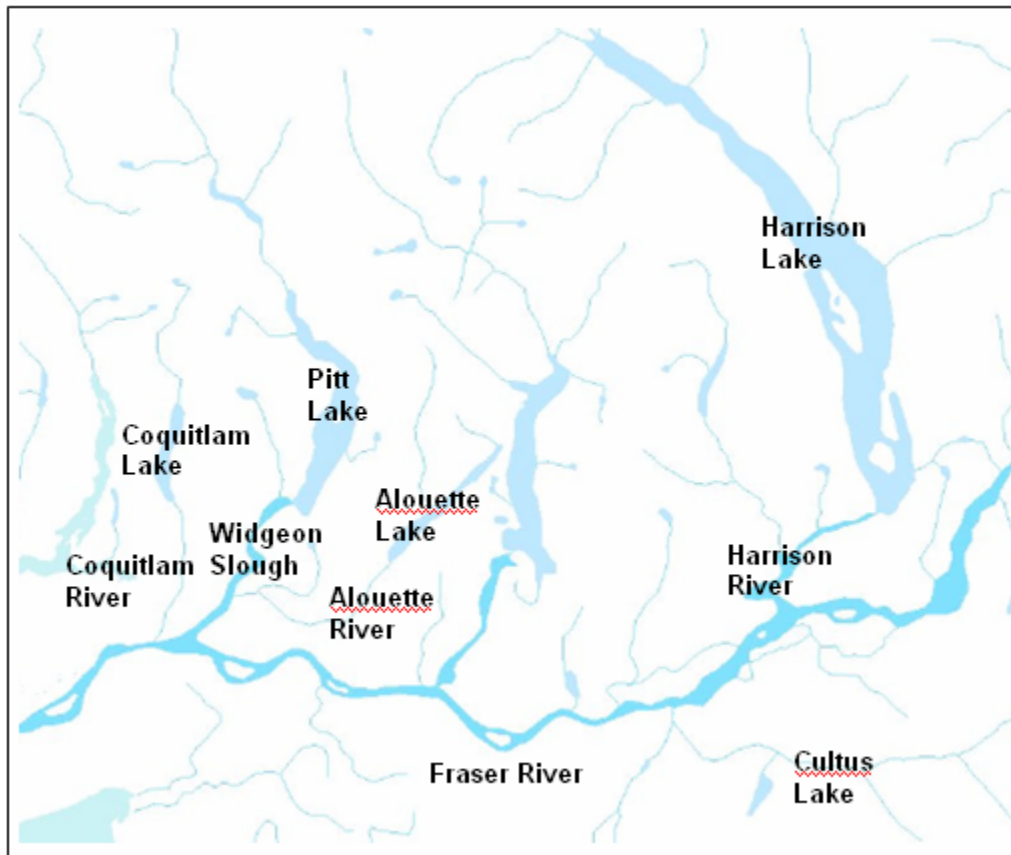 Harrison
Lake
Pitt
Lake
Coquitlam
Lake
Alouette
Lake
Widgeon
Slough
Coquitlam
River
Harrison
River
Alouette
River
Fraser River
Cultus
Lake